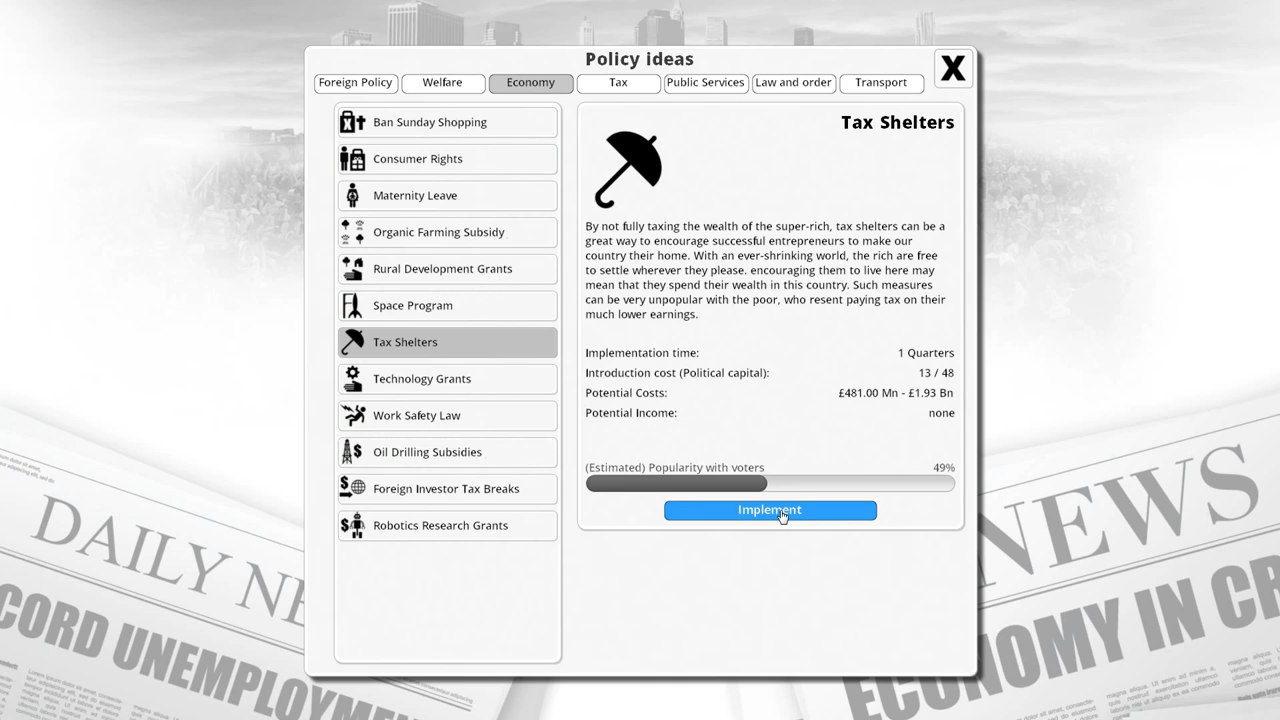 Policy ideas
X
Foreign Policy
Welfare
Economy
Tax
Public Services
Law and order
Transport
Ban Sunday Shopping
Consumer Rights
Maternity Leave
Organic Farming Subsidy
Rural Development Grants
Space Program
Tax Shelters
Technology Grants
Work Safety Law
Oil Drilling Subsidies
Foreign Investor Tax Breaks
Robotics Research Grants
Tax Shelters
By not fully taxing the wealth of the super-rich, tax shelters can be a
great way to encourage successful entrepreneurs to make our
country their home. With an ever-shrinking world, the rich are free
to settle wherever they please. encouraging them to live here may
mean that they spend their wealth in this country. Such measures
can be very unpopular with the poor, who resent paying tax on their
much lower earnings.
Implementation time: 1 Quarters
Introduction cost (Political capital): 13 / 48
Potential Costs: £481.00 Mn - £1.93 Bn
Potential Income: none
(Estimated) Popularity with voters 49%
Implement
DAILY NE
CORD UNEMPLOYM
NEWS
ECONOMY IN CR